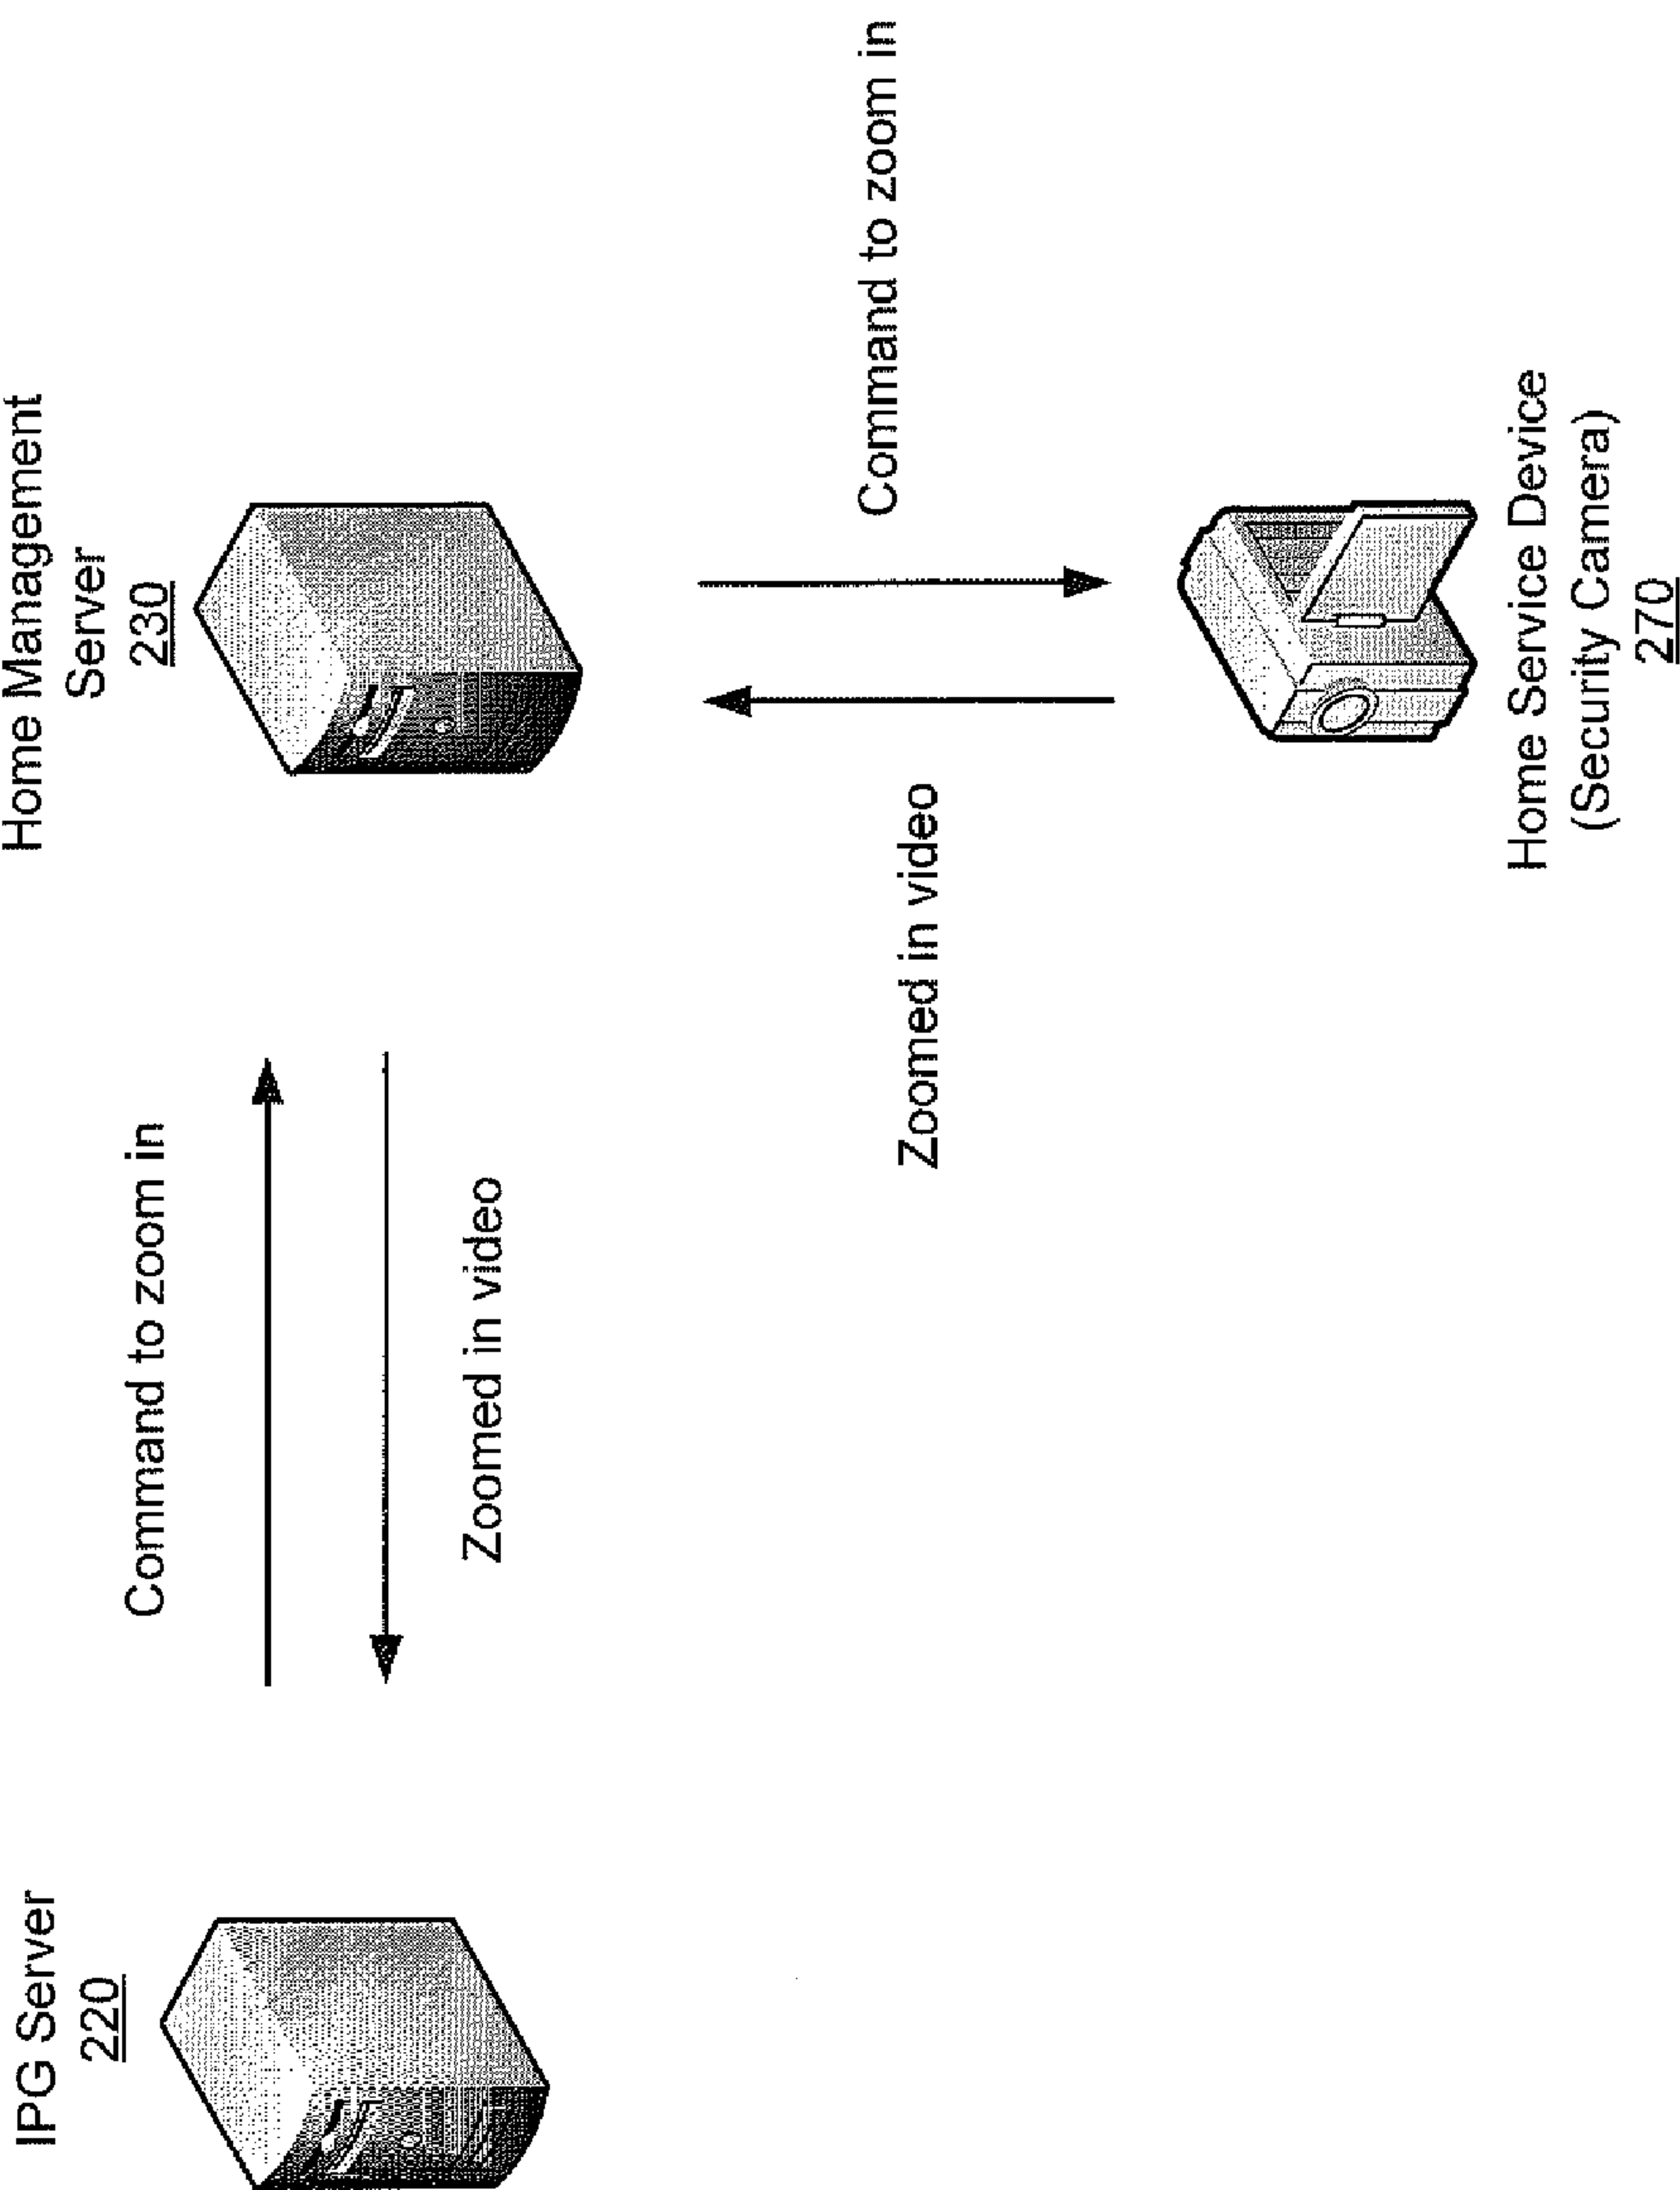 IPG Server
220
Command to zoom in
Zoomed in video
Home Management
Server
230
Zoomed in video
Command to zoom in
Home Service Device
(Security Camera)
270